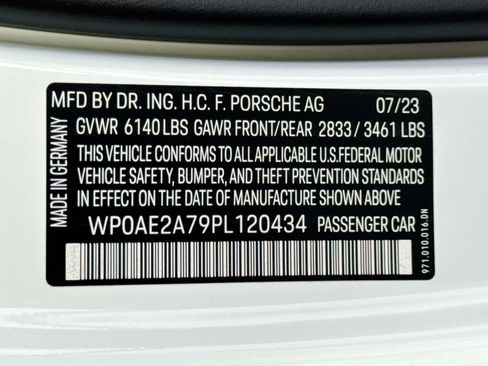 MFD BY DR. ING. H.C. F. PORSCHE AG 07/23
GVWR 6140 LBS GAWR FRONT/REAR 2833 / 3461 LBS
THIS VEHICLE CONFORMS TO ALL APPLICABLE U.S.FEDERAL MOTOR
VEHICLE SAFETY, BUMPER, AND THEFT PREVENTION STANDARDS
IN EFFECT ON THE DATE OF MANUFACTURE SHOWN ABOVE
WP0AE2A79PL120434 PASSENGER CAR
MADE IN GERMANY
971.010.016.DN